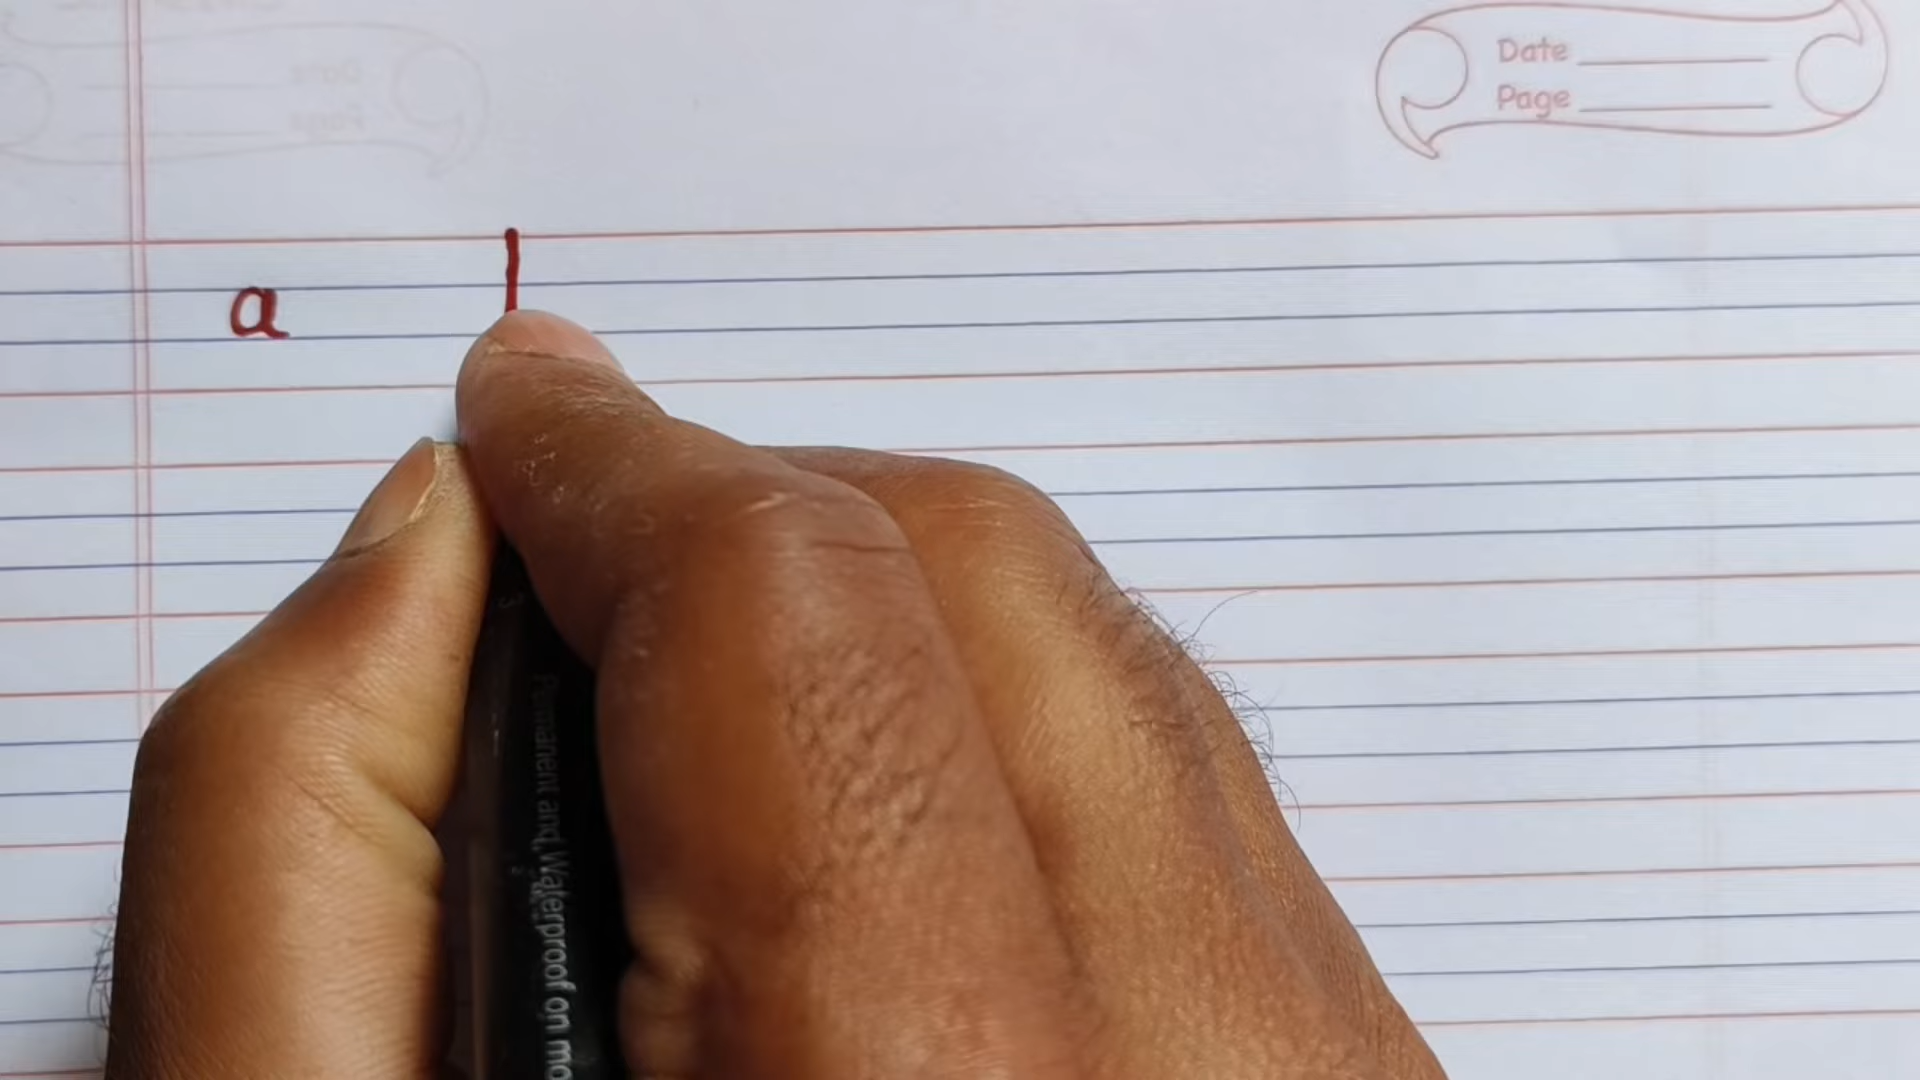 Date
Page
a l
Permanent and Waterproof on mo